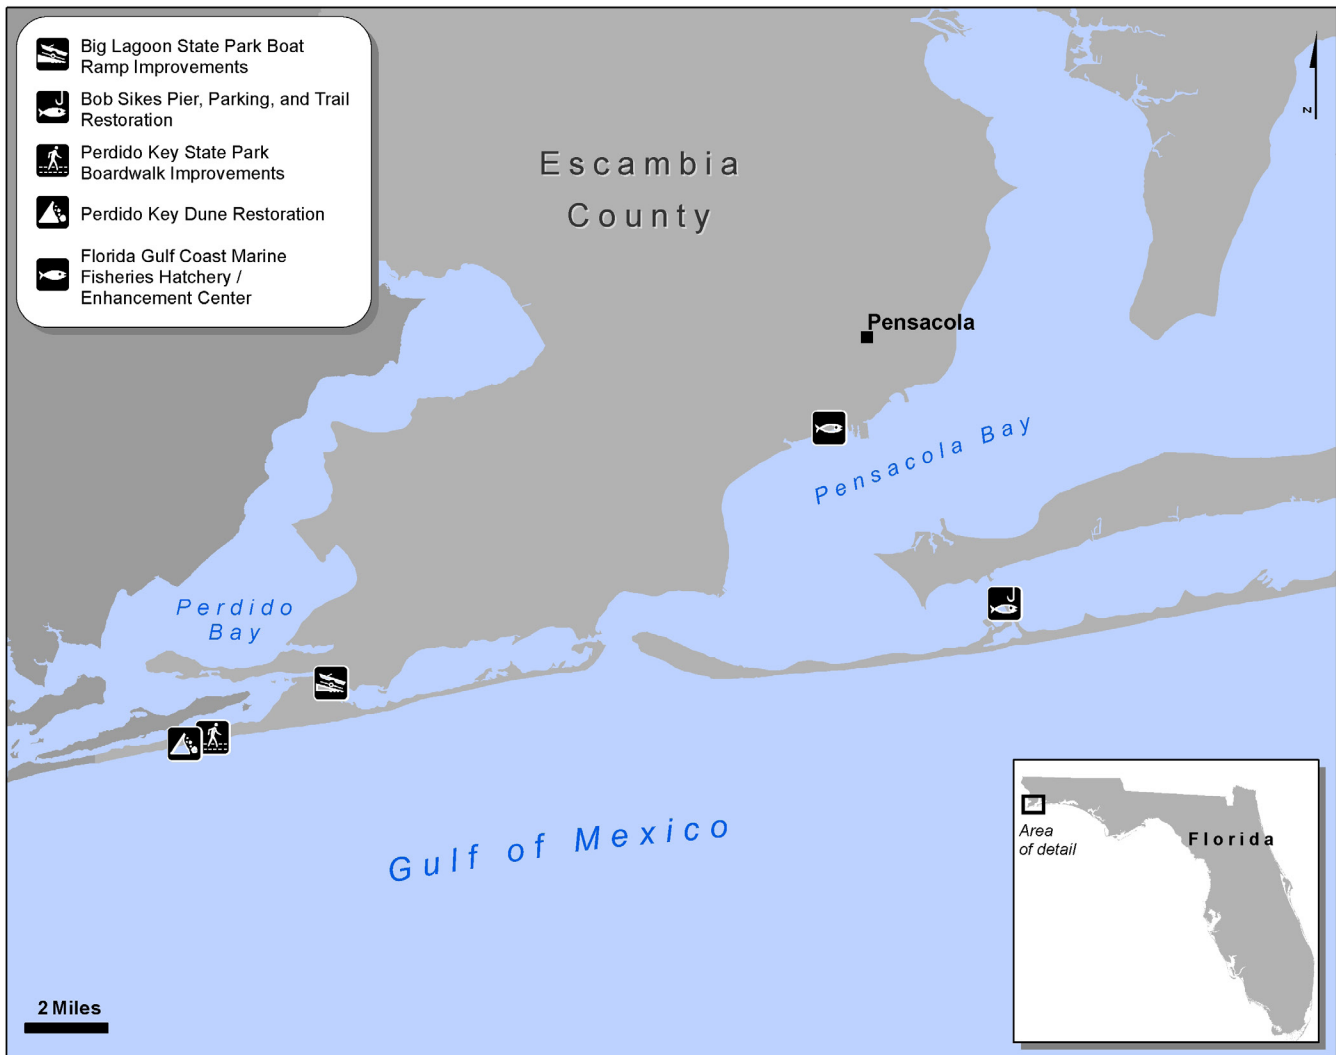 Big Lagoon State Park Boat
Ramp Improvements
Bob Sikes Pier, Parking, and Trail
Restoration
Perdido Key State Park
Boardwalk Improvements
Perdido Key Dune Restoration
Florida Gulf Coast Marine
Fisheries Hatchery /
Enhancement Center
N
Escambia
County
Pensacola
Pensacola Bay
Perdido
Bay
Gulf of Mexico
Area
of detail
Florida
2 Miles